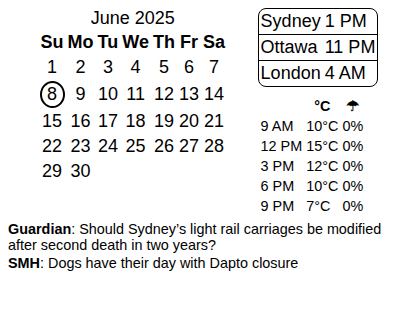 June 2025
Su Mo Tu We Th Fr Sa
1 2 3 4 5 6 7
8 9 10 11 12 13 14
15 16 17 18 19 20 21
22 23 24 25 26 27 28
29 30
Sydney 1 PM
Ottawa 11 PM
London 4 AM
°C ☂
9 AM 10°C 0%
12 PM 15°C 0%
3 PM 12°C 0%
6 PM 10°C 0%
9 PM 7°C 0%
Guardian: Should Sydney’s light rail carriages be modified
after second death in two years?
SMH: Dogs have their day with Dapto closure